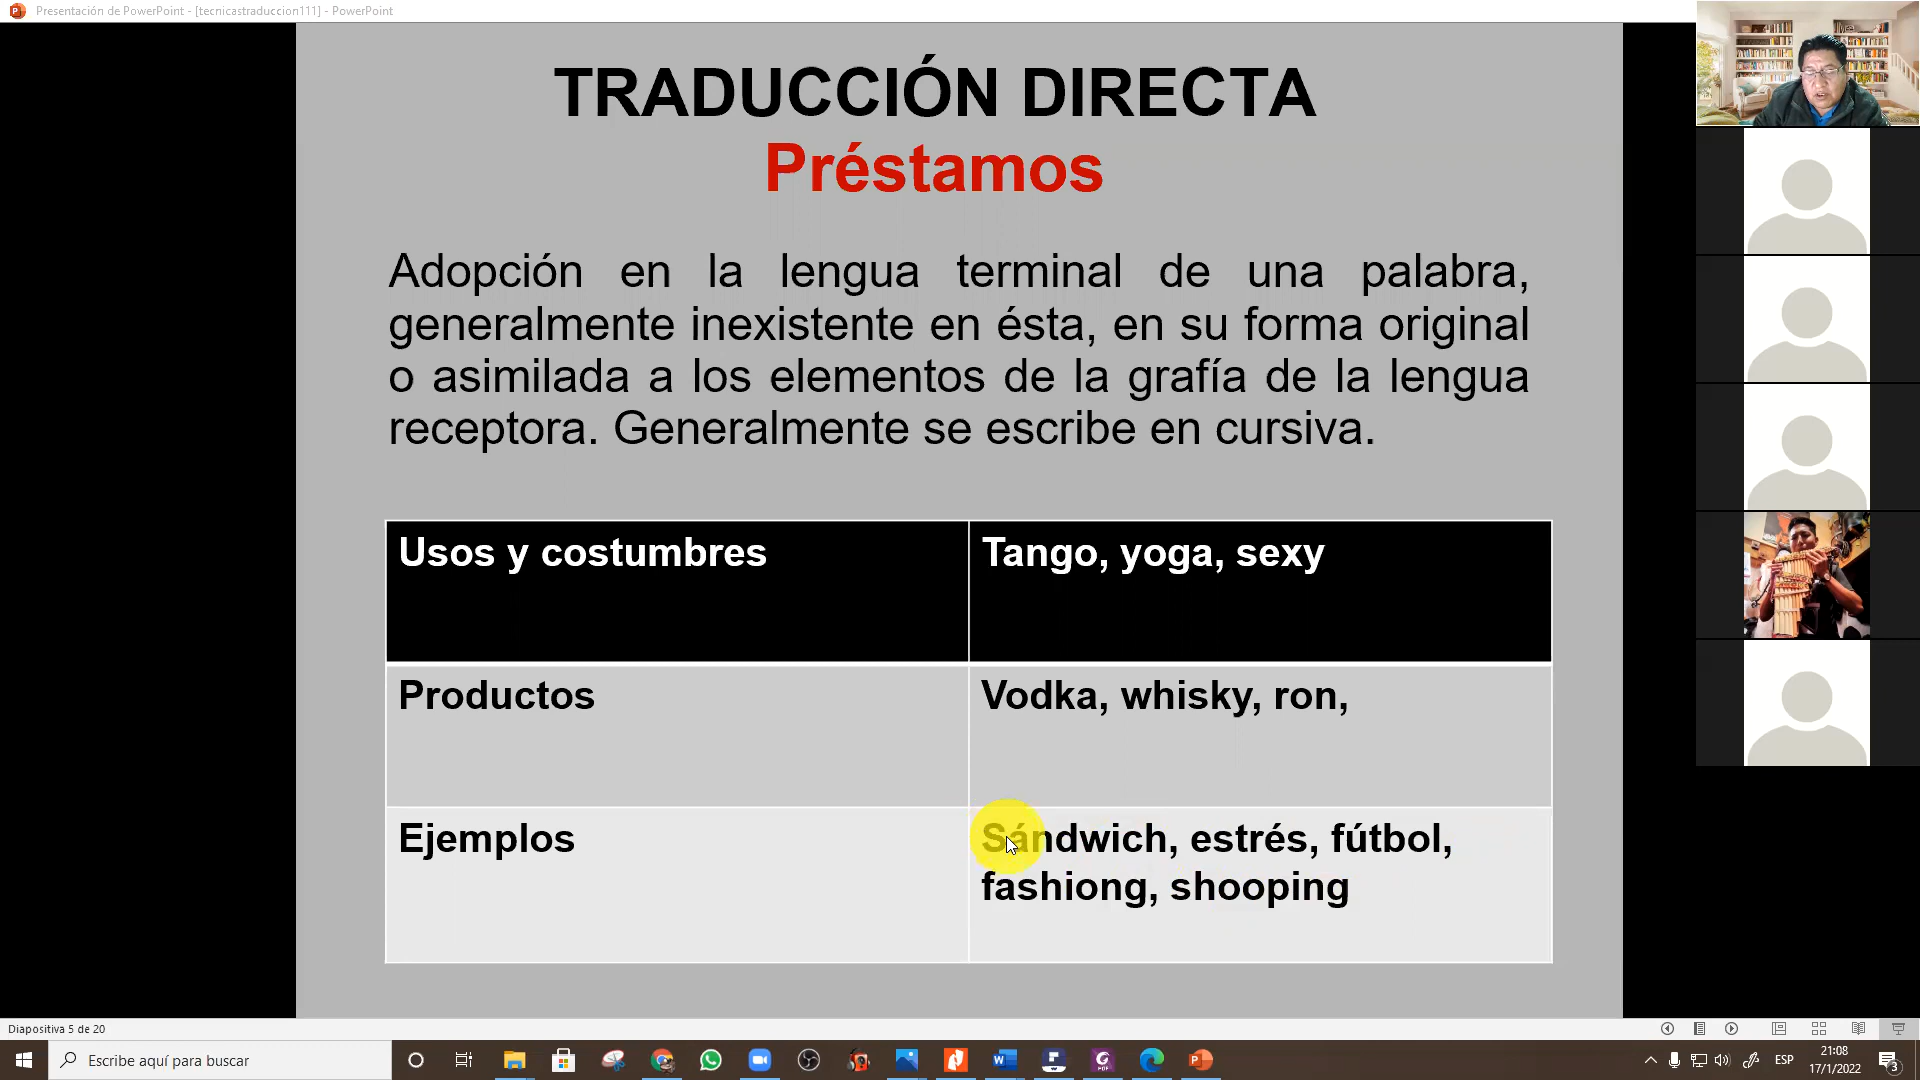 Presentación de PowerPoint - [tecnicastraduccion111] - PowerPoint
TRADUCCIÓN DIRECTA
Préstamos
Adopción en la lengua terminal de una palabra,
generalmente inexistente en ésta, en su forma original
o asimilada a los elementos de la grafía de la lengua
receptora. Generalmente se escribe en cursiva.
Usos y costumbres
Tango, yoga, sexy
Productos
Vodka, whisky, ron,
Ejemplos
Sándwich, estrés, fútbol,
fashiong, shooping
Diapositiva 5 de 20
Escribe aquí para buscar
ESP
21:08
17/1/2022
3